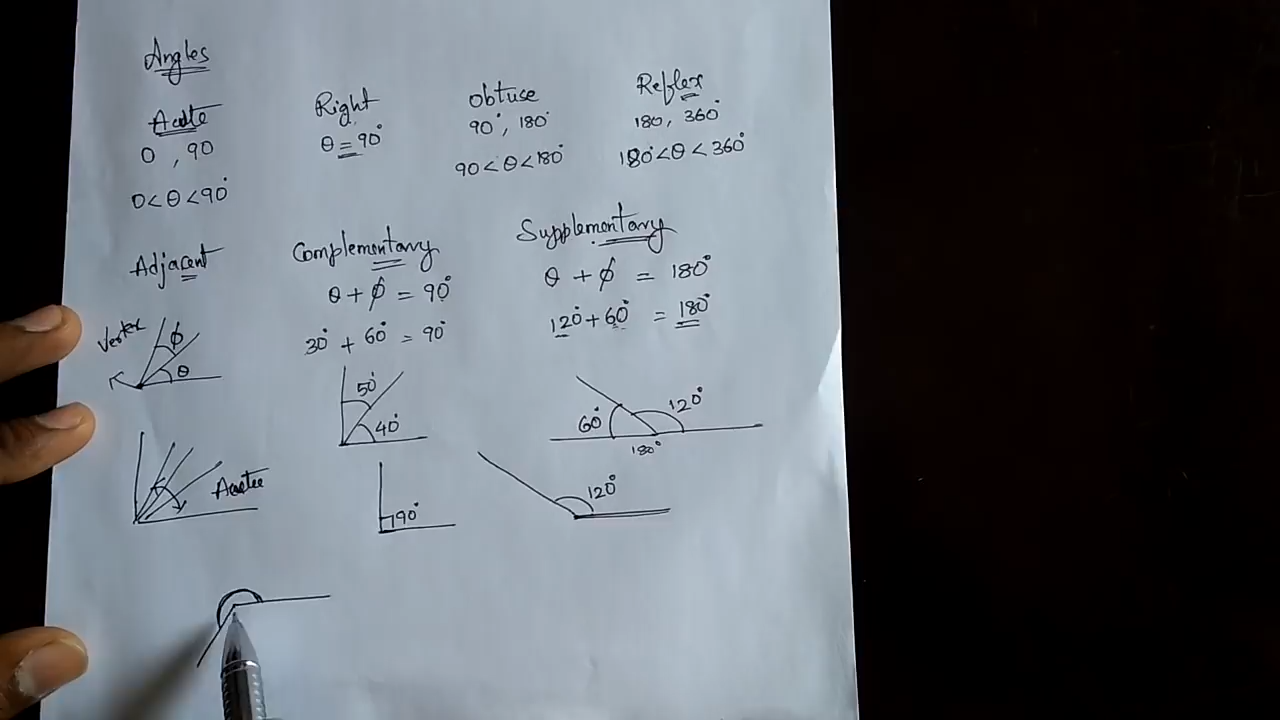 Angles
Acute
0 , 90
0 < θ < 90°
Right
θ = 90°
Obtuse
90°, 180°
90 < θ < 180°
Reflex
180, 360°
180° < θ < 360°
Adjacent
Vertex
ϕ
θ
Complementary
θ + ϕ = 90°
30° + 60° = 90°
50°
40°
Supplementary
θ + ϕ = 180°
120° + 60° = 180°
60°
120°
180°
90°
120°